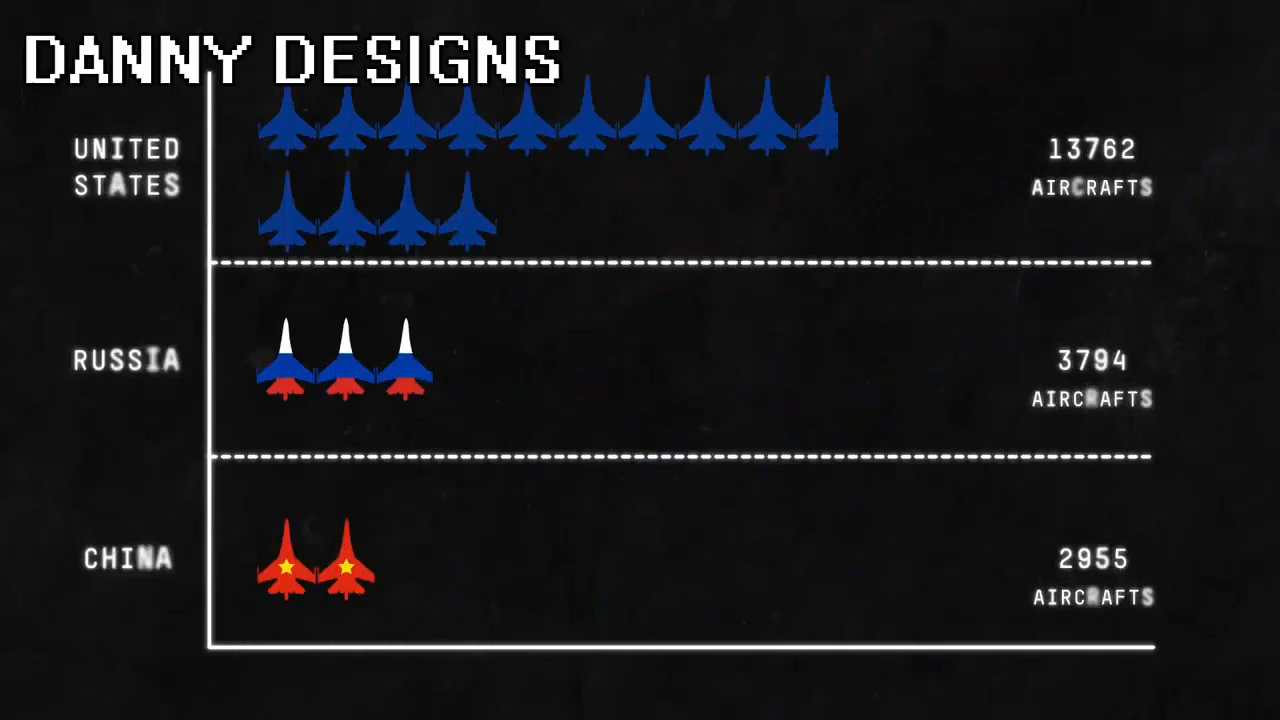 DANNY DESIGNS
UNITED
STATES
13762
AIRCRAFTS
RUSSIA
3794
AIRCRAFTS
CHINA
2955
AIRCRAFTS